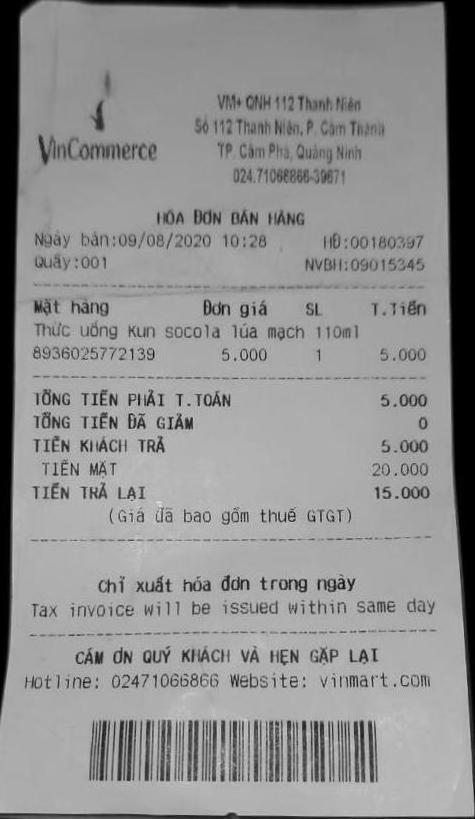 VinCommerce
VM+ QNH 112 Thanh Niên
Số 112 Thanh Niên, P. Cẩm Thành
TP. Cẩm Phả, Quảng Ninh
024.71066866-39671
HÓA ĐƠN BÁN HÀNG
Ngày bán:09/08/2020 10:28 HĐ:00180397
Quầy:001 NVBH:09015345
Mặt hàng Đơn giá SL T.Tiền
Thức uống Kun socola lúa mạch 110ml
8936025772139 5.000 1 5.000
TỔNG TIỀN PHẢI T.TOÁN 5.000
TỔNG TIỀN ĐÃ GIẢM 0
TIỀN KHÁCH TRẢ 5.000
TIỀN MẶT 20.000
TIỀN TRẢ LẠI 15.000
(Giá đã bao gồm thuế GTGT)
Chỉ xuất hóa đơn trong ngày
Tax invoice will be issued within same day
CẢM ƠN QUÝ KHÁCH VÀ HẸN GẶP LẠI
Hotline: 02471066866 Website: vinmart.com